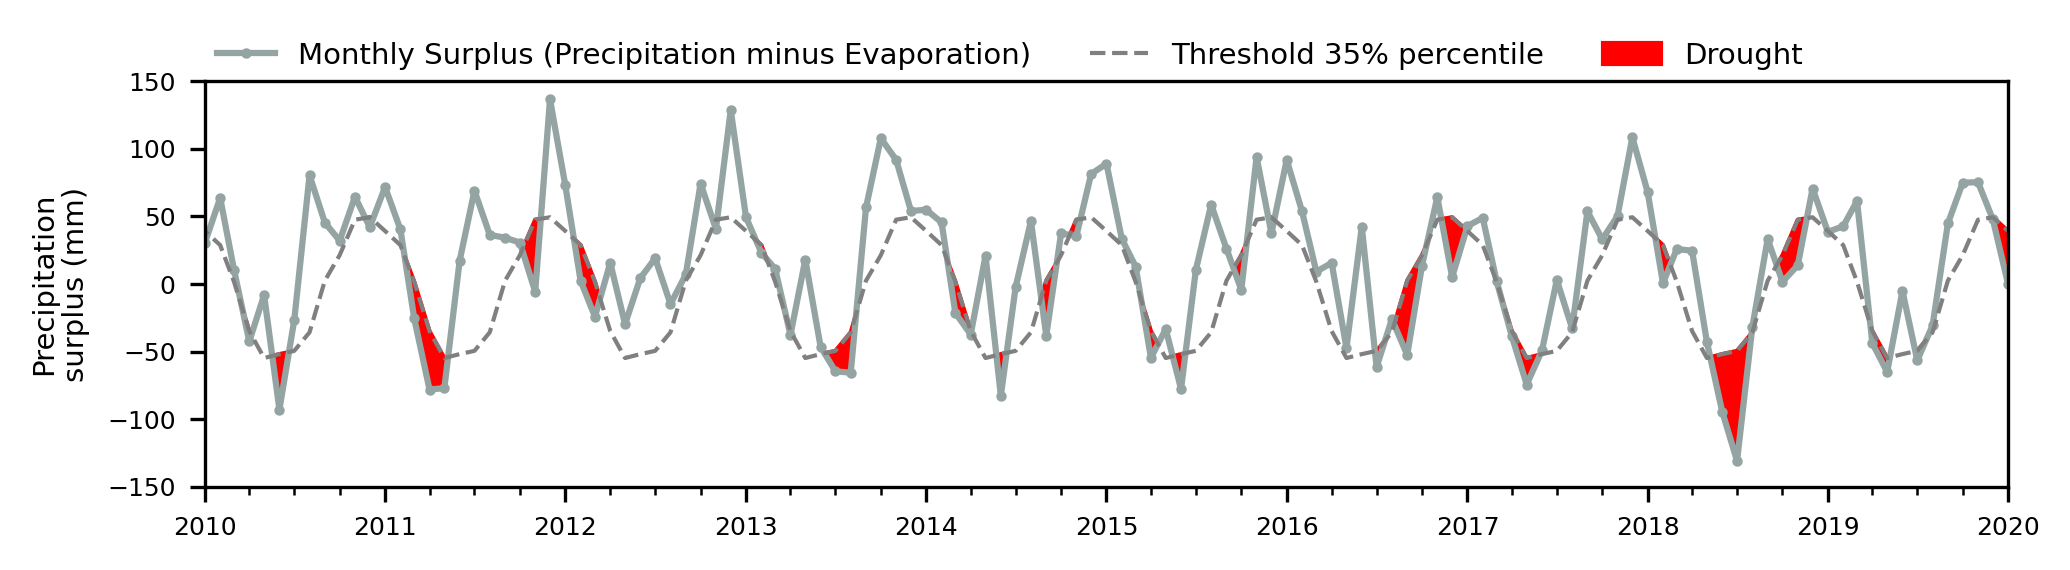 Monthly Surplus (Precipitation minus Evaporation) Threshold 35% percentile Drought
Precipitation
surplus (mm)
150
100
50
0
−50
−100
−150
2010 2011 2012 2013 2014 2015 2016 2017 2018 2019 2020